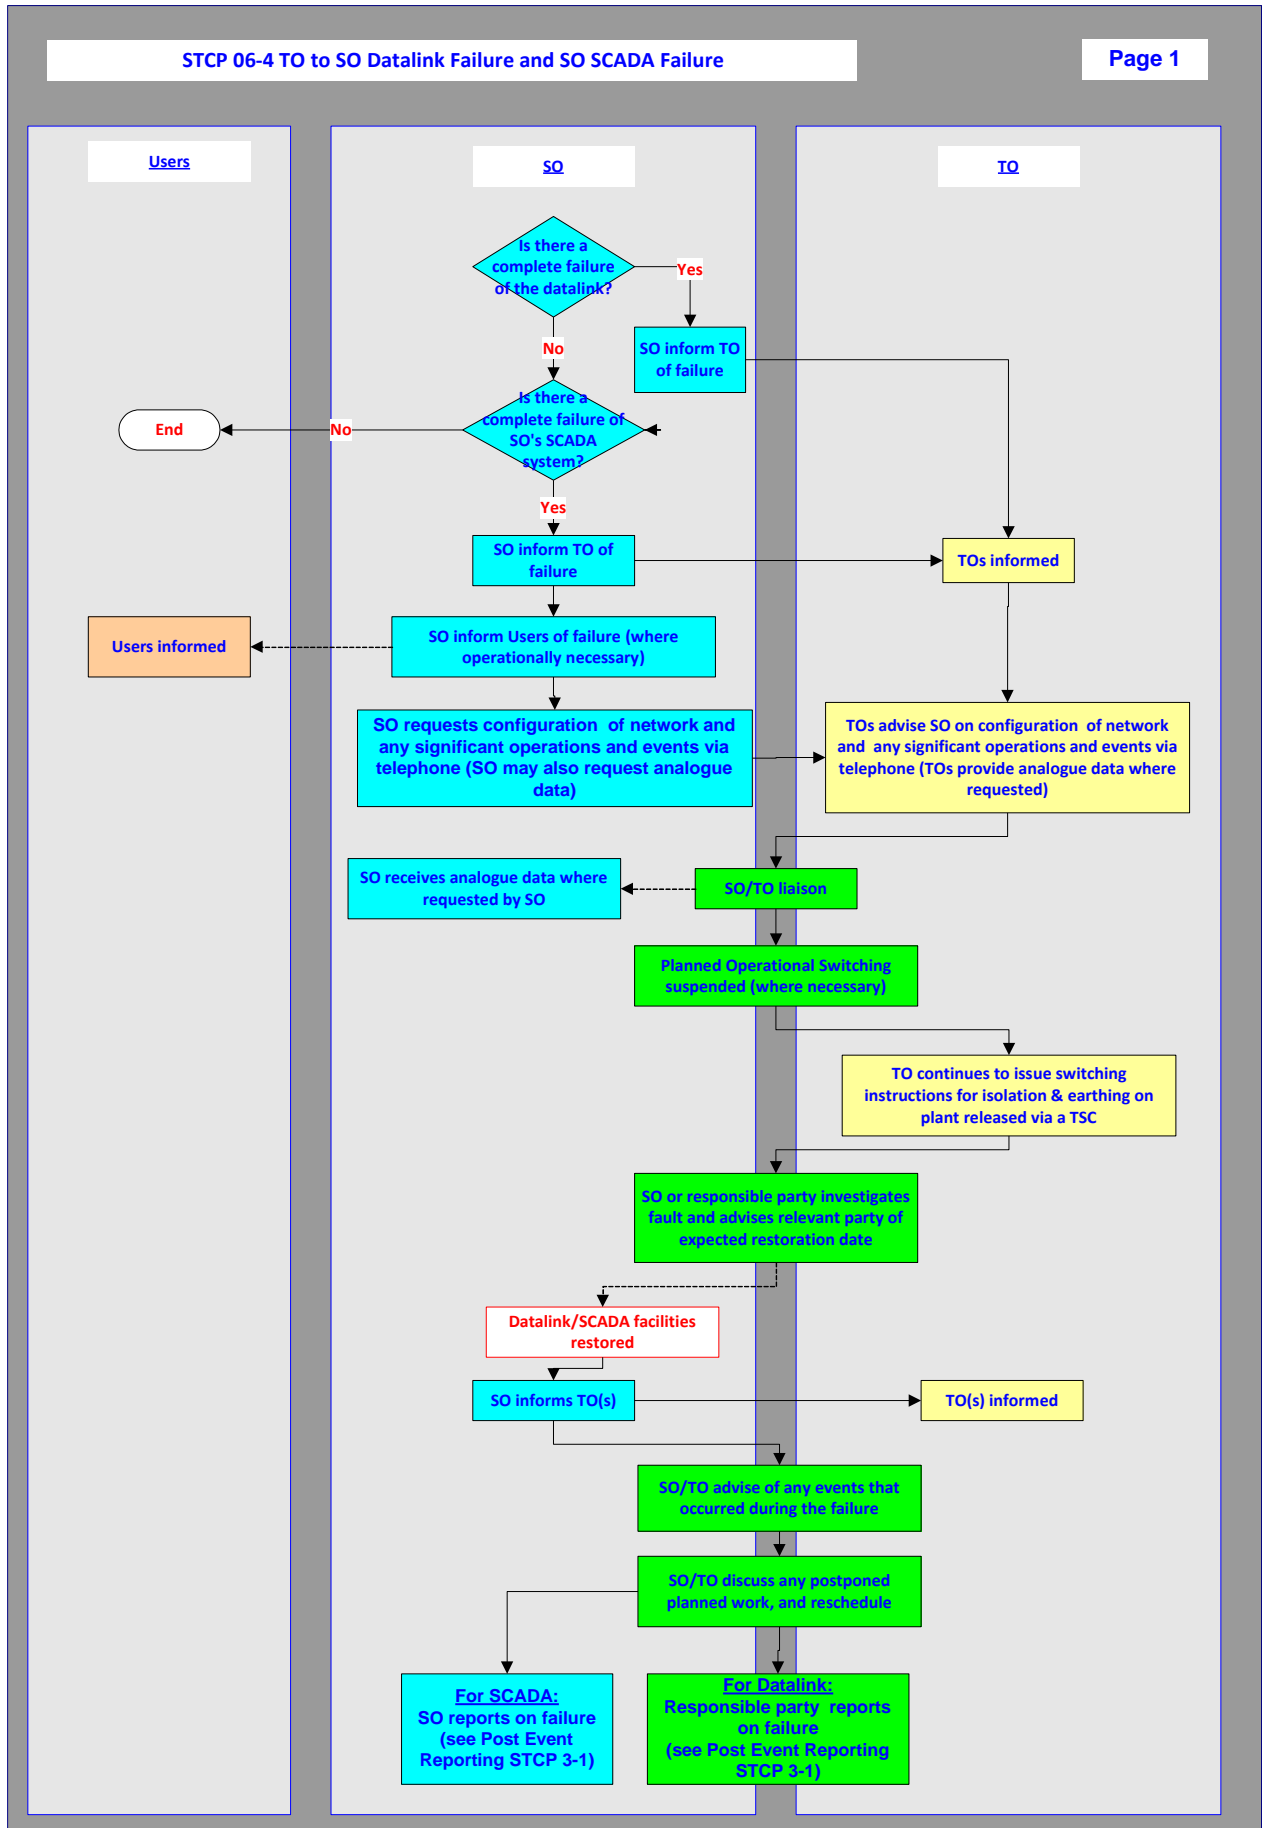 STCP 06-4 TO to SO Datalink Failure and SO SCADA Failure
Page 1
Users
SO
TO
Is there a
complete failure
of the datalink?
Yes
No
SO inform TO
of failure
Is there a
complete failure of
SO's SCADA
system?
No
End
Yes
SO inform TO of
failure
TOs informed
SO inform Users of failure (where
operationally necessary)
Users informed
SO requests configuration of network and
any significant operations and events via
telephone (SO may also request analogue
data)
TOs advise SO on configuration of network
and any significant operations and events via
telephone (TOs provide analogue data where
requested)
SO receives analogue data where
requested by SO
SO/TO liaison
Planned Operational Switching
suspended (where necessary)
TO continues to issue switching
instructions for isolation & earthing on
plant released via a TSC
SO or responsible party investigates
fault and advises relevant party of
expected restoration date
Datalink/SCADA facilities
restored
SO informs TO(s)
TO(s) informed
SO/TO advise of any events that
occurred during the failure
SO/TO discuss any postponed
planned work, and reschedule
For SCADA:
SO reports on failure
(see Post Event
Reporting STCP 3-1)
For Datalink:
Responsible party reports
on failure
(see Post Event Reporting
STCP 3-1)